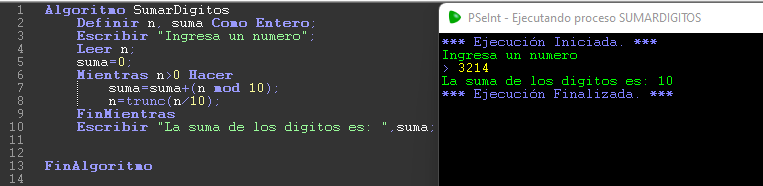 1 Algoritmo SumarDigitos
2 Definir n, suma Como Entero;
3 Escribir "Ingresa un numero";
4 Leer n;
5 suma=0;
6 Mientras n>0 Hacer
7 suma=suma+(n mod 10);
8 n=trunc(n/10);
9 FinMientras
10 Escribir "La suma de los digitos es: ",suma;
11
12
13 FinAlgoritmo
14
PSeInt - Ejecutando proceso SUMARDIGITOS
*** Ejecución Iniciada. ***
Ingresa un numero
> 3214
La suma de los digitos es: 10
*** Ejecución Finalizada. ***